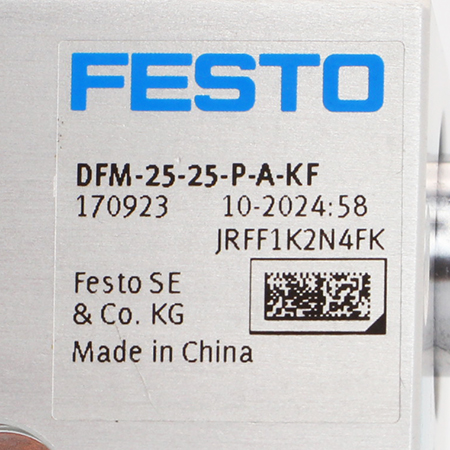 FESTO
DFM-25-25-P-A-KF
170923 10-2024:58
JRFF1K2N4FK
Festo SE
& Co. KG
Made in China